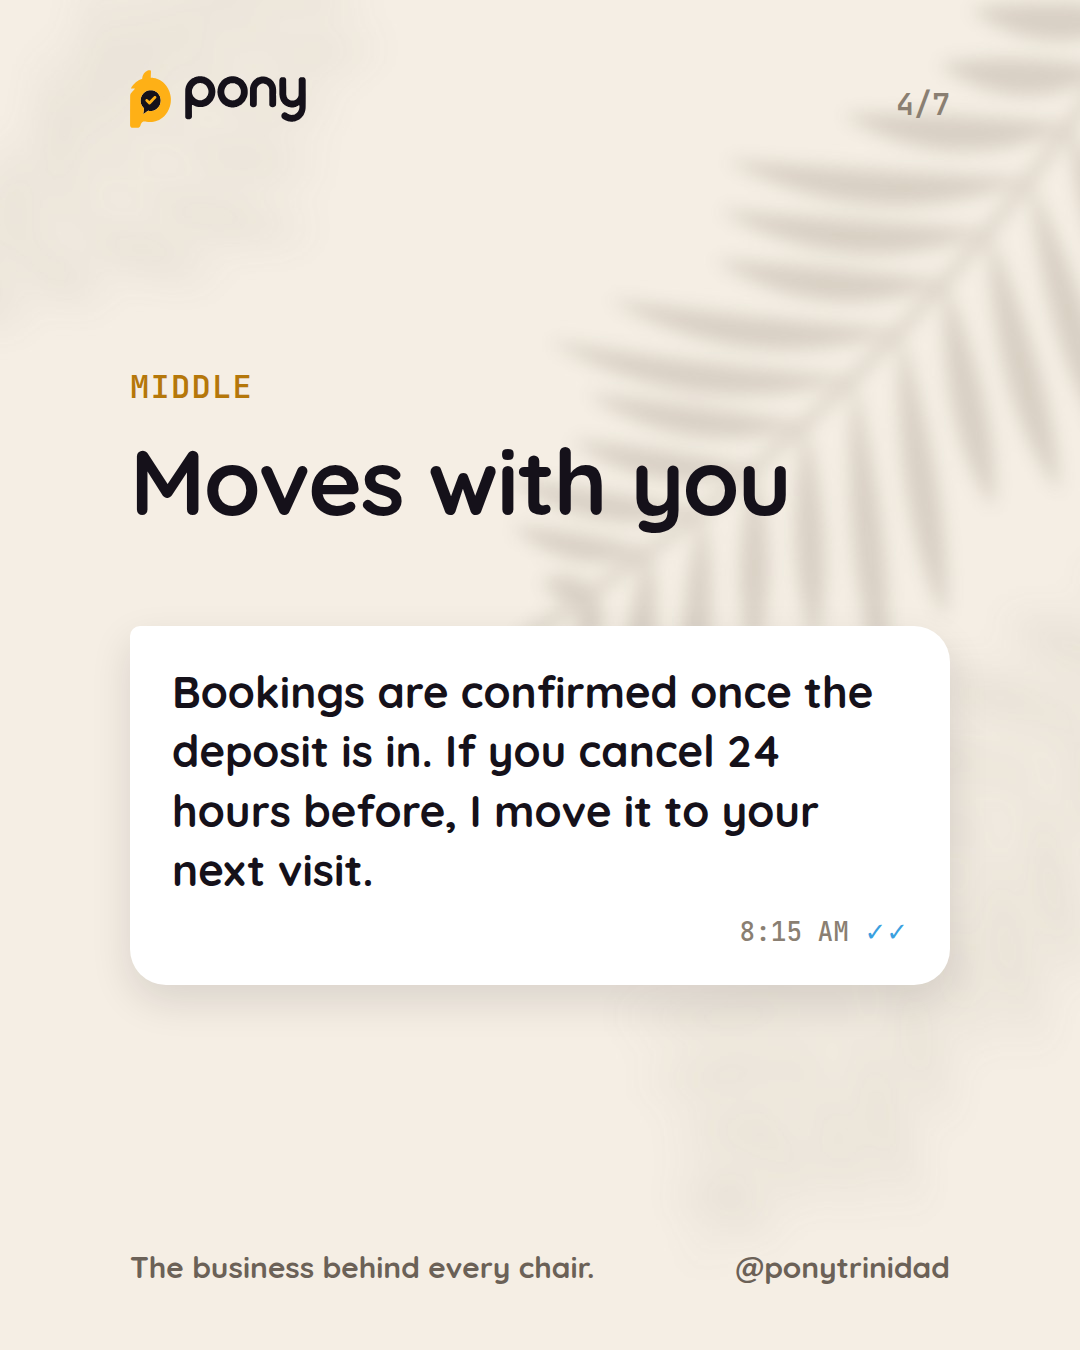 pony
4/7
MIDDLE
Moves with you
Bookings are confirmed once the
deposit is in. If you cancel 24
hours before, I move it to your
next visit.
8:15 AM ✓✓
The business behind every chair.
@ponytrinidad